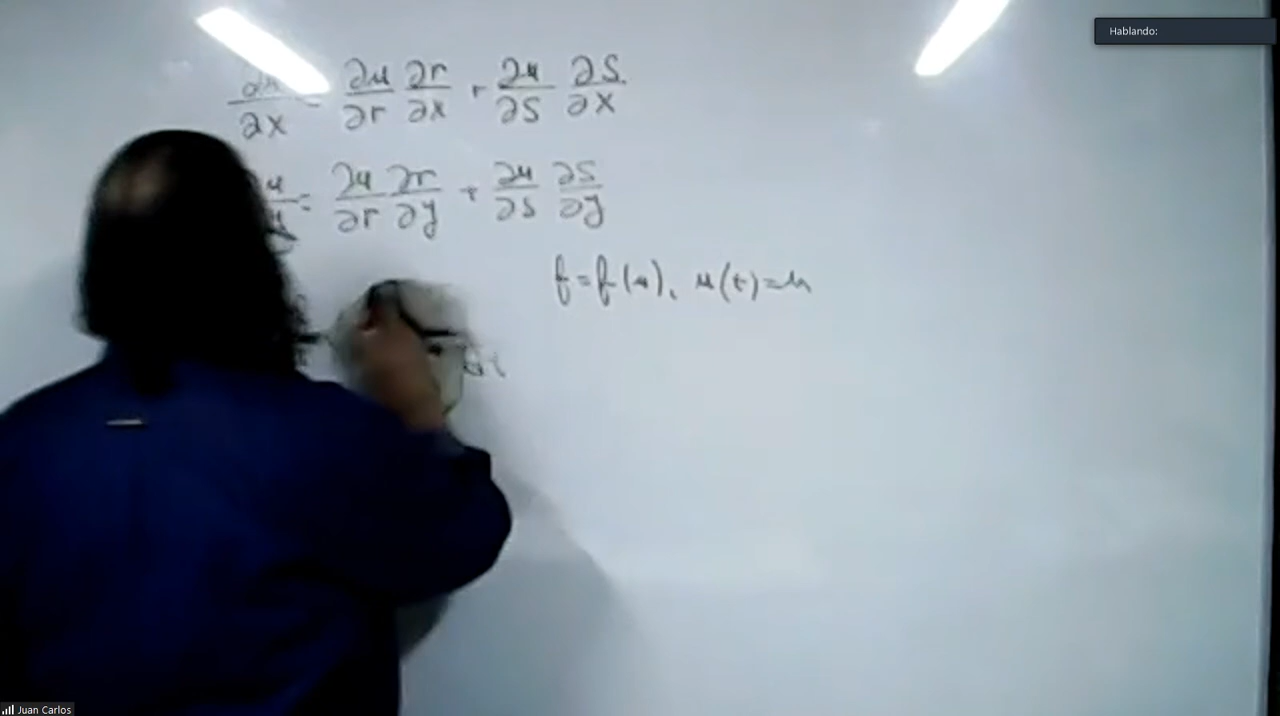 Hablando:
∂x = ∂u/∂r ∂r/∂x + ∂u/∂s ∂s/∂x
= ∂u/∂r ∂r/∂y + ∂u/∂s ∂s/∂y
f=f(u), u(t)=u
Juan Carlos